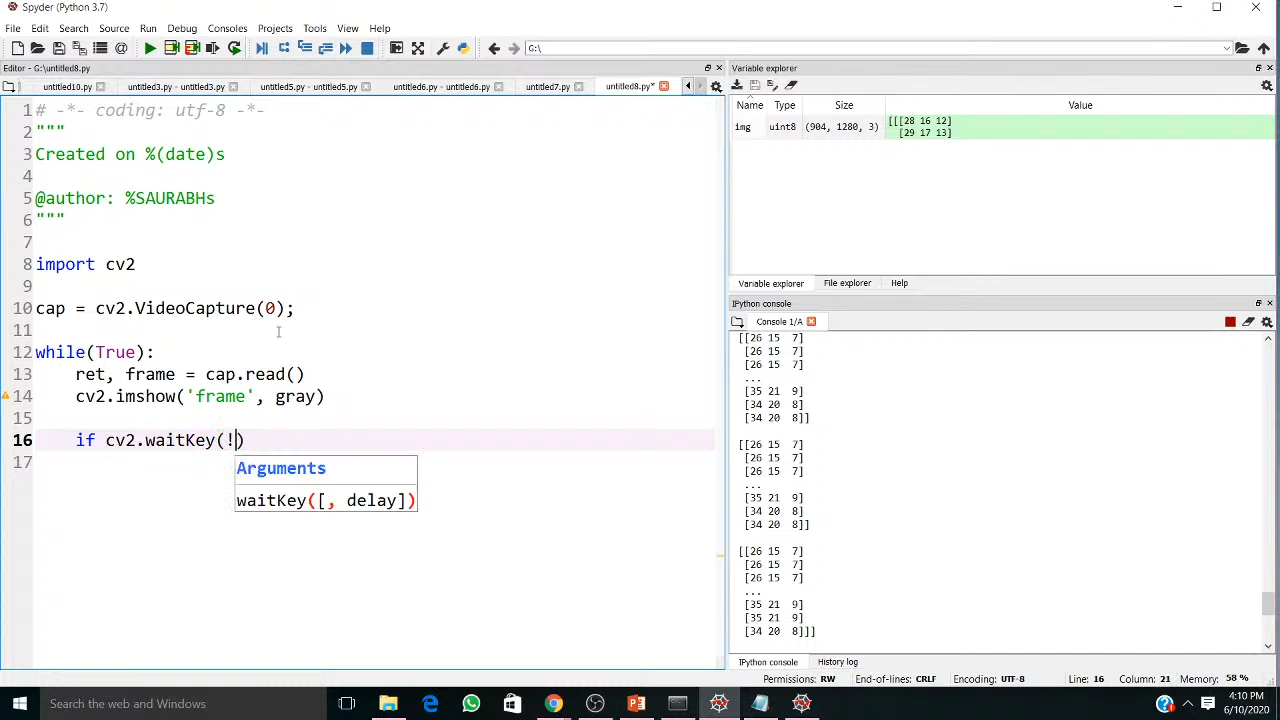 Spyder (Python 3.7)
File Edit Search Source Run Debug Consoles Projects Tools View Help
G:\
Editor - G:\untitled8.py
untitled10.py untitled3.py - untitled3.py untitled5.py - untitled5.py untitled6.py - untitled6.py untitled7.py untitled8.py*
1 # -*- coding: utf-8 -*-
2 """
3 Created on %(date)s
4
5 @author: %SAURABHs
6 """
7
8 import cv2
9
10 cap = cv2.VideoCapture(0);
11
12 while(True):
13 ret, frame = cap.read()
14 cv2.imshow('frame', gray)
15
16 if cv2.waitKey(!)
17
Arguments
waitKey([, delay])
Variable explorer
Name Type Size Value
img uint8 (904, 1280, 3) [[[28 16 12]
[29 17 13]
Variable explorer File explorer Help
IPython console
Console 1/A
[[26 15 7]
[26 15 7]
[26 15 7]
...
[35 21 9]
[34 20 8]
[34 20 8]]
[[26 15 7]
[26 15 7]
[26 15 7]
...
[35 21 9]
[34 20 8]
[34 20 8]]
[[26 15 7]
[26 15 7]
[26 15 7]
...
[35 21 9]
[35 21 9]
[34 20 8]]]
IPython console History log
Permissions: RW End-of-lines: CRLF Encoding: UTF-8 Line: 16 Column: 21 Memory: 58 %
Search the web and Windows
4:10 PM
6/10/2020